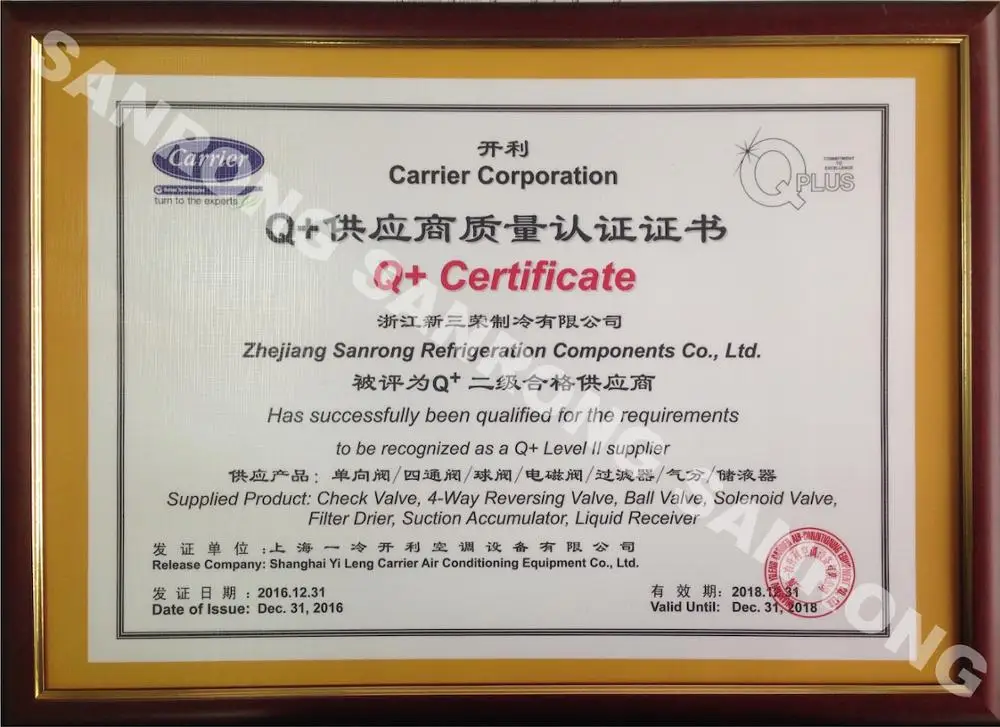 Carrier
United Technologies
turn to the experts
开利
Carrier Corporation
Q PLUS
COMMITMENT
TO
EXCELLENCE
Q+供应商质量认证证书
Q+ Certificate
浙江新三荣制冷有限公司
Zhejiang Sanrong Refrigeration Components Co., Ltd.
被评为Q+ 二级合格供应商
Has successfully been qualified for the requirements
to be recognized as a Q+ Level II supplier
供应产品：单向阀/四通阀/球阀/电磁阀/过滤器/气分/储液器
Supplied Product: Check Valve, 4-Way Reversing Valve, Ball Valve, Solenoid Valve,
Filter Drier, Suction Accumulator, Liquid Receiver
发证单位：上海一冷开利空调设备有限公司
Release Company: Shanghai Yi Leng Carrier Air Conditioning Equipment Co., Ltd.
发证日期：2016.12.31
Date of Issue: Dec. 31, 2016
有效期：2018.12.31
Valid Until: Dec. 31, 2018
SANRONG SANRONG SANRONG